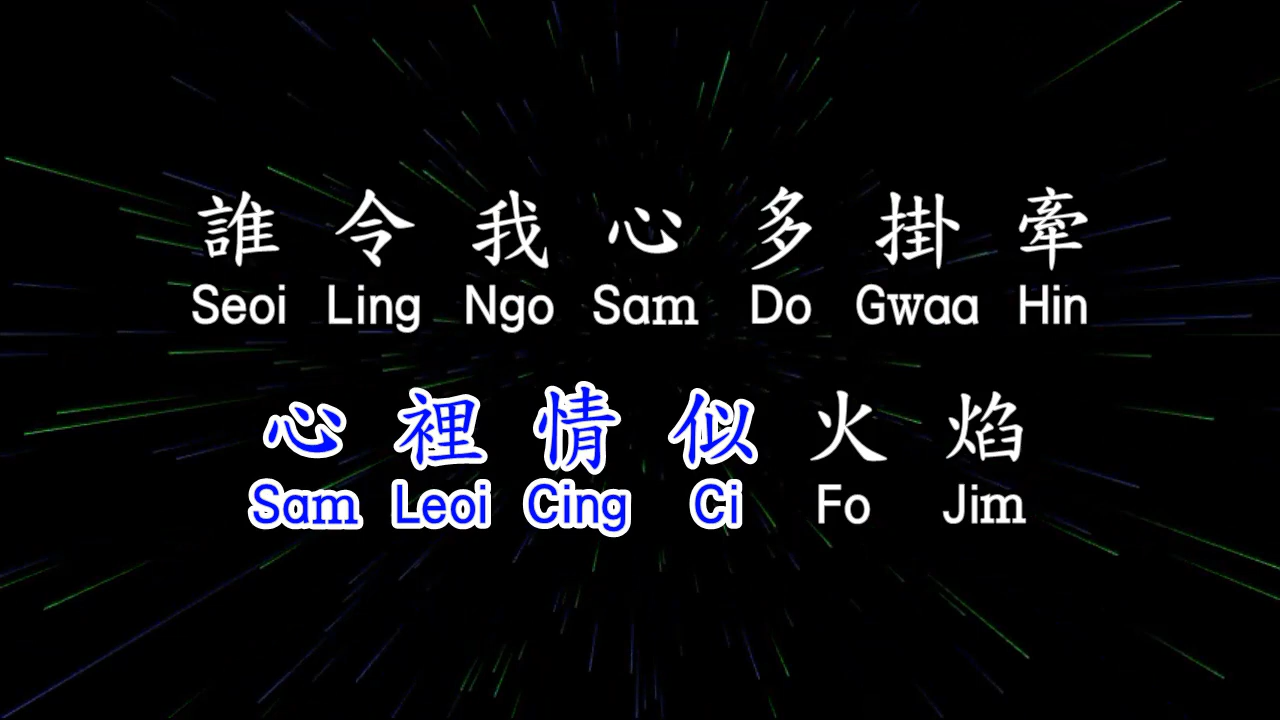 誰 令 我 心 多 掛 牽
Seoi Ling Ngo Sam Do Gwaa Hin
心 裡 情 似 火 焰
Sam Leoi Cing Ci Fo Jim